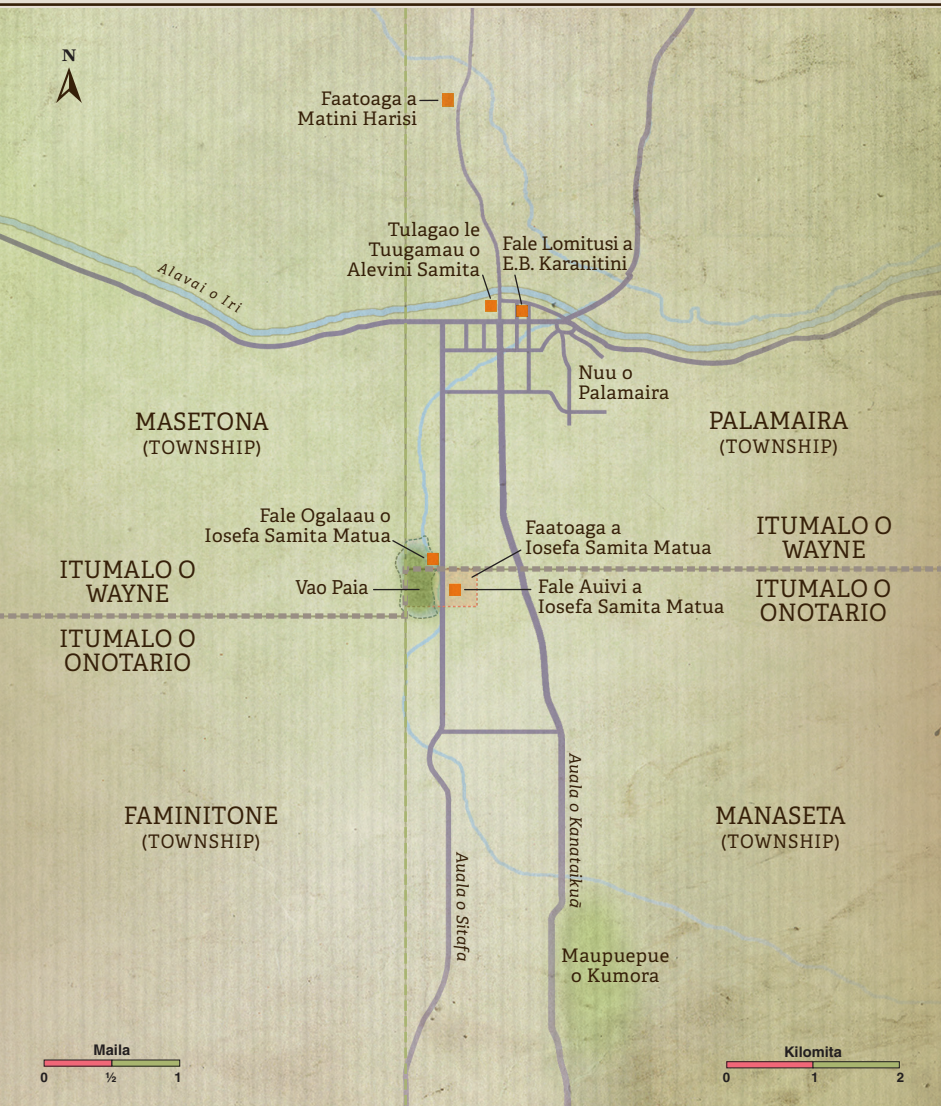 N
Faatoaga a
Matini Harisi
Tulagao le
Tuugamau o
Alevini Samita
Fale Lomitusi a
E.B. Karanitini
Alavai o Iri
Nuu o
Palamaira
MASETONA
(TOWNSHIP)
PALAMAIRA
(TOWNSHIP)
Fale Ogalaau o
Iosefa Samita Matua
Faatoaga a
Iosefa Samita Matua
ITUMALO O
WAYNE
ITUMALO O
WAYNE
Vao Paia
Fale Auivi a
Iosefa Samita Matua
ITUMALO O
ONOTARIO
ITUMALO O
ONOTARIO
FAMINITONE
(TOWNSHIP)
Auala o Sitafa
Auala o Kanataikuā
MANASETA
(TOWNSHIP)
Maupuepue
o Kumora
Maila
0 ½ 1
Kilomita
0 1 2